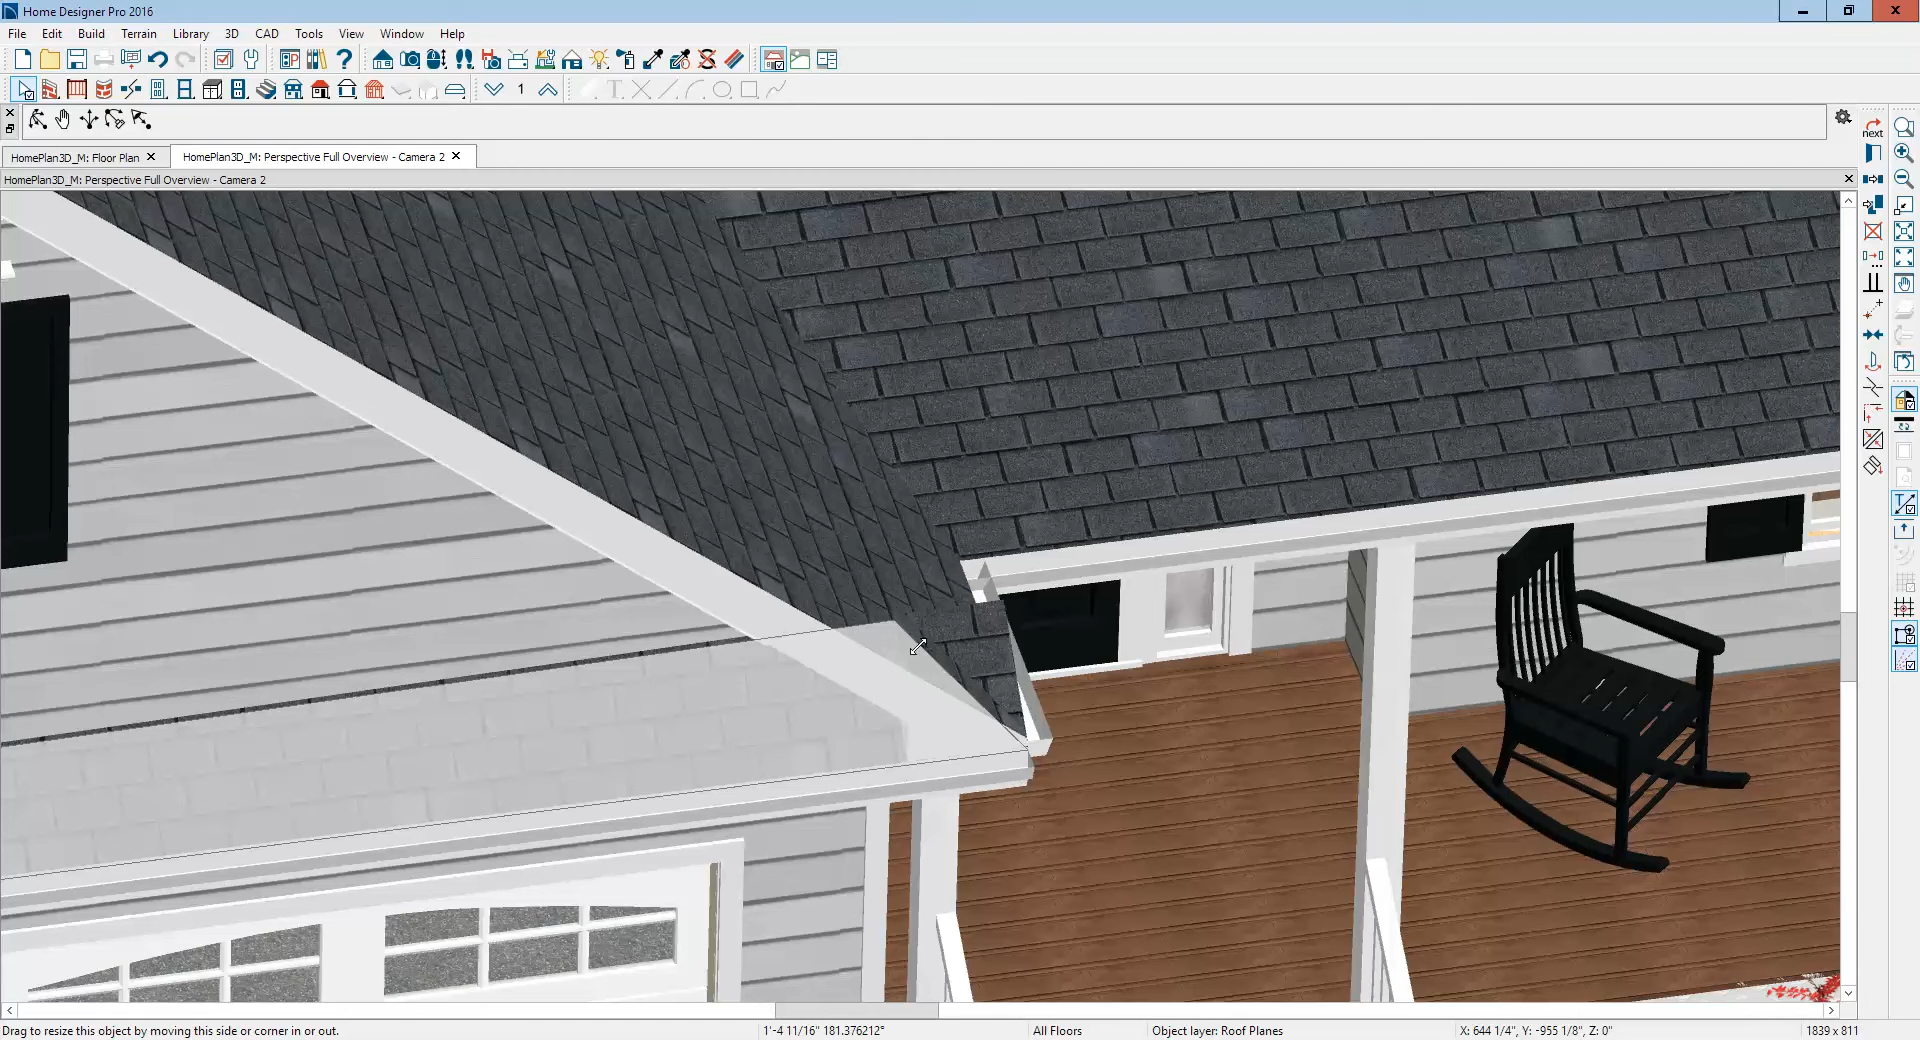 Home Designer Pro 2016
File Edit Build Terrain Library 3D CAD Tools View Window Help
1
next
HomePlan3D_M: Floor Plan HomePlan3D_M: Perspective Full Overview - Camera 2
HomePlan3D_M: Perspective Full Overview - Camera 2
Drag to resize this object by moving this side or corner in or out. 1'-4 11/16" 181.376212° All Floors Object layer: Roof Planes X: 644 1/4", Y: -955 1/8", Z: 0" 1839 x 811